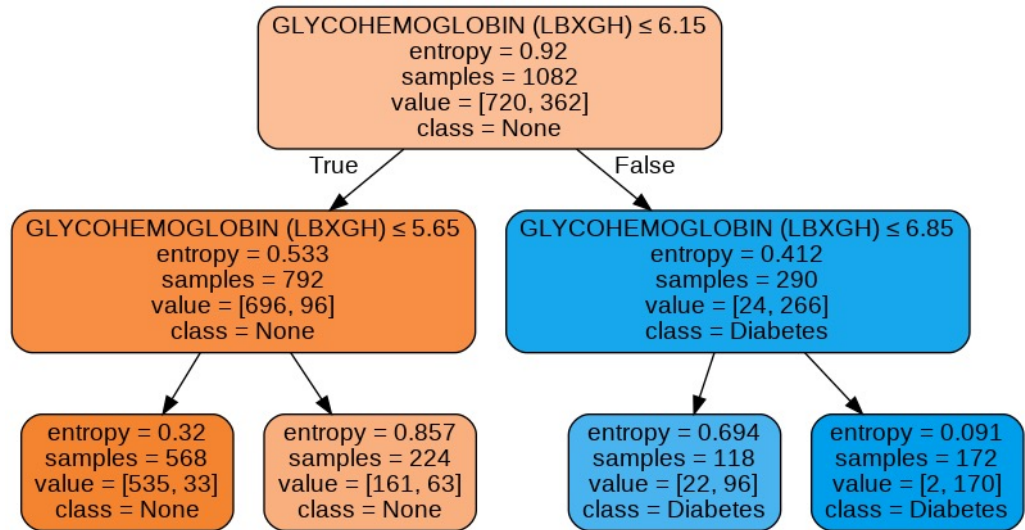 GLYCOHEMOGLOBIN (LBXGH) ≤ 6.15
entropy = 0.92
samples = 1082
value = [720, 362]
class = None
True
False
GLYCOHEMOGLOBIN (LBXGH) ≤ 5.65
entropy = 0.533
samples = 792
value = [696, 96]
class = None
GLYCOHEMOGLOBIN (LBXGH) ≤ 6.85
entropy = 0.412
samples = 290
value = [24, 266]
class = Diabetes
entropy = 0.32
samples = 568
value = [535, 33]
class = None
entropy = 0.857
samples = 224
value = [161, 63]
class = None
entropy = 0.694
samples = 118
value = [22, 96]
class = Diabetes
entropy = 0.091
samples = 172
value = [2, 170]
class = Diabetes